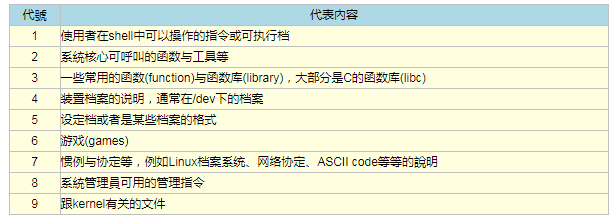 代號 代表内容
1 使用者在shell中可以操作的指令或可执行档
2 系统核心可呼叫的函数与工具等
3 一些常用的函数(function)与函数库(library)，大部分是C的函数库(libc)
4 装置档案的说明，通常在/dev下的档案
5 设定档或者是某些档案的格式
6 游戏(games)
7 惯例与协定等，例如Linux档案系统、网络协定、ASCII code等等的說明
8 系统管理员可用的管理指令
9 跟kernel有关的文件